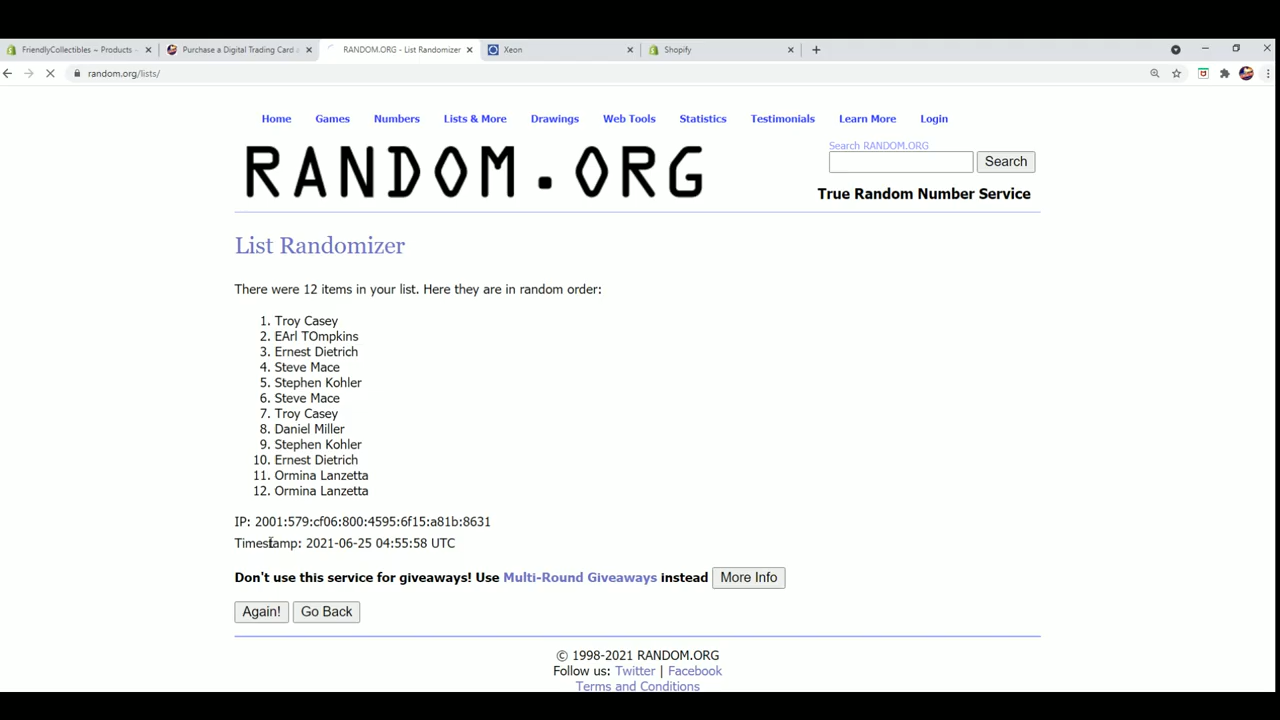 FriendlyCollectibles ~ Products -
Purchase a Digital Trading Card a
RANDOM.ORG - List Randomizer
Xeon
Shopify
random.org/lists/
Home Games Numbers Lists & More Drawings Web Tools Statistics Testimonials Learn More Login
RANDOM.ORG
Search RANDOM.ORG
Search
True Random Number Service
List Randomizer
There were 12 items in your list. Here they are in random order:
1. Troy Casey
2. EArl TOmpkins
3. Ernest Dietrich
4. Steve Mace
5. Stephen Kohler
6. Steve Mace
7. Troy Casey
8. Daniel Miller
9. Stephen Kohler
10. Ernest Dietrich
11. Ormina Lanzetta
12. Ormina Lanzetta
IP: 2001:579:cf06:800:4595:6f15:a81b:8631
Timestamp: 2021-06-25 04:55:58 UTC
Don't use this service for giveaways! Use Multi-Round Giveaways instead More Info
Again! Go Back
© 1998-2021 RANDOM.ORG
Follow us: Twitter | Facebook
Terms and Conditions